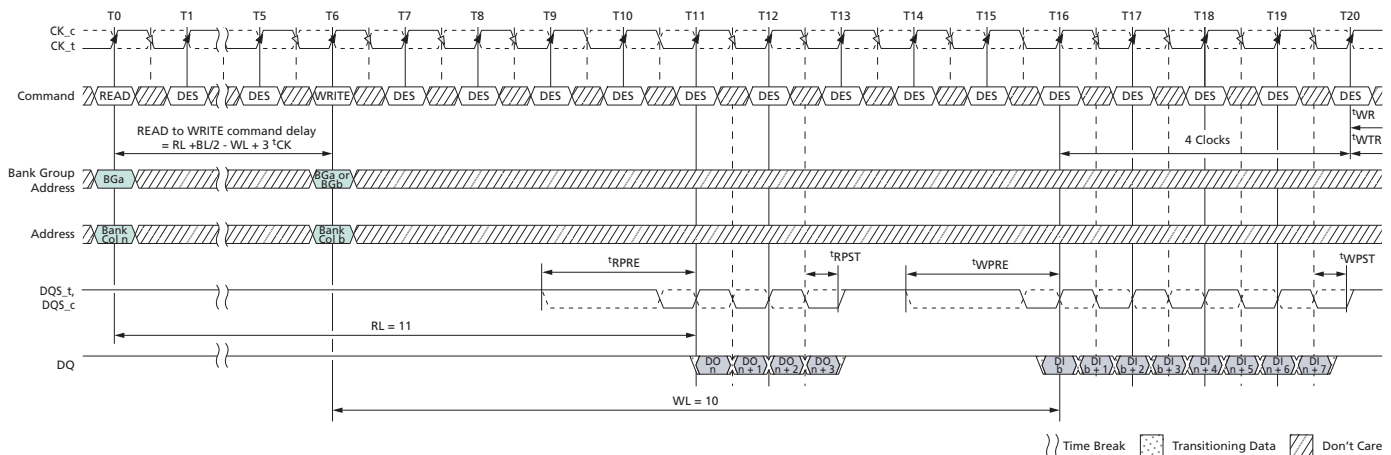 T0 T1 T5 T6 T7 T8 T9 T10 T11 T12 T13 T14 T15 T16 T17 T18 T19 T20
CK_c
CK_t
Command READ DES DES WRITE DES DES DES DES DES DES DES DES DES DES DES DES DES DES
READ to WRITE command delay
= RL +BL/2 - WL + 3 tCK
4 Clocks
tWR
tWTR
Bank Group
Address
BGa
BGa or
BGb
Address
Bank
Col n
Bank
Col b
tRPRE tRPST tWPRE tWPST
DQS_t,
DQS_c
RL = 11
DQ
DO
n
DO
n + 1
DO
n + 2
DO
n + 3
DI
b
DI
b + 1
DI
b + 2
DI
b + 3
DI
n + 4
DI
n + 5
DI
n + 6
DI
n + 7
WL = 10
Time Break Transitioning Data Don't Care